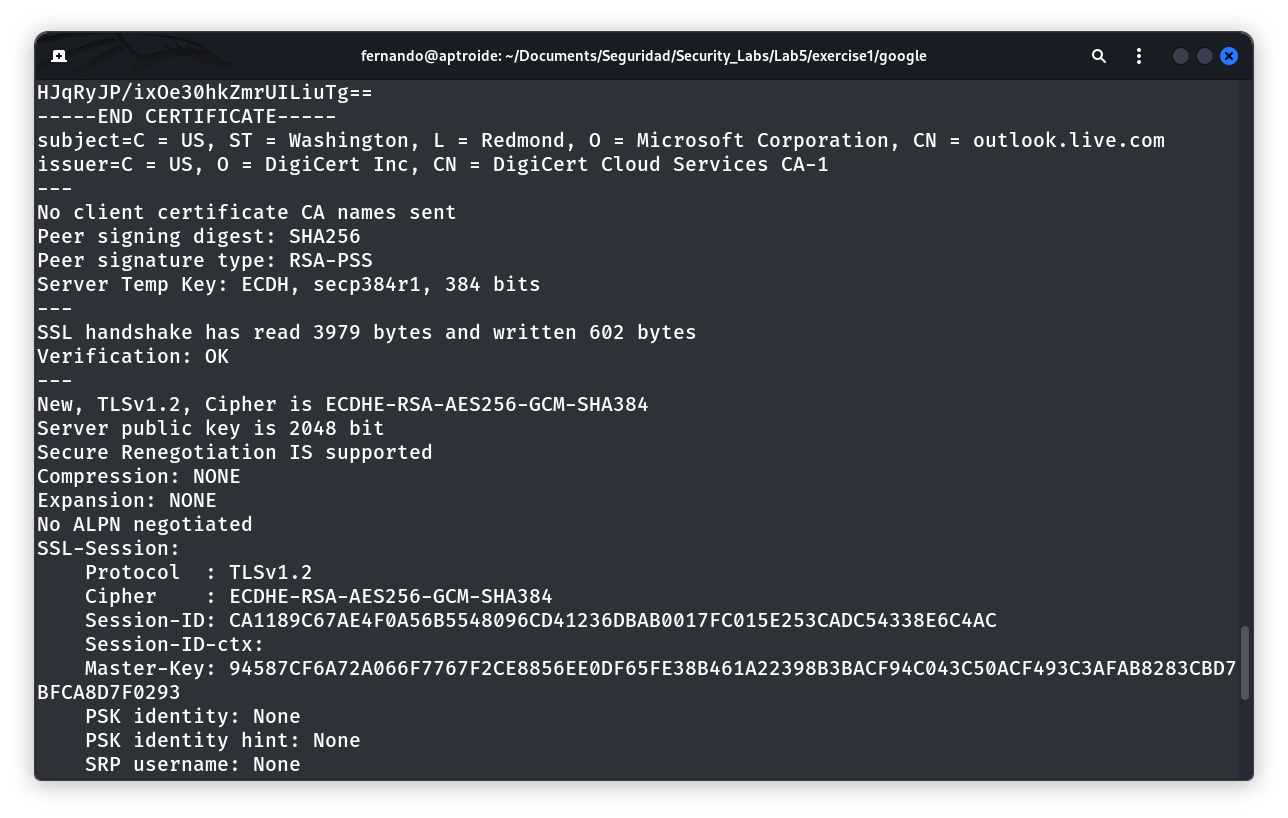 fernando@aptroide: ~/Documents/Seguridad/Security_Labs/Lab5/exercise1/google
HJqRyJP/ixOe30hkZmrUILiuTg==
-----END CERTIFICATE-----
subject=C = US, ST = Washington, L = Redmond, O = Microsoft Corporation, CN = outlook.live.com
issuer=C = US, O = DigiCert Inc, CN = DigiCert Cloud Services CA-1
---
No client certificate CA names sent
Peer signing digest: SHA256
Peer signature type: RSA-PSS
Server Temp Key: ECDH, secp384r1, 384 bits
---
SSL handshake has read 3979 bytes and written 602 bytes
Verification: OK
---
New, TLSv1.2, Cipher is ECDHE-RSA-AES256-GCM-SHA384
Server public key is 2048 bit
Secure Renegotiation IS supported
Compression: NONE
Expansion: NONE
No ALPN negotiated
SSL-Session:
    Protocol  : TLSv1.2
    Cipher    : ECDHE-RSA-AES256-GCM-SHA384
    Session-ID: CA1189C67AE4F0A56B5548096CD41236DBAB0017FC015E253CADC54338E6C4AC
    Session-ID-ctx:
    Master-Key: 94587CF6A72A066F7767F2CE8856EE0DF65FE38B461A22398B3BACF94C043C50ACF493C3AFAB8283CBD7
BFCA8D7F0293
    PSK identity: None
    PSK identity hint: None
    SRP username: None